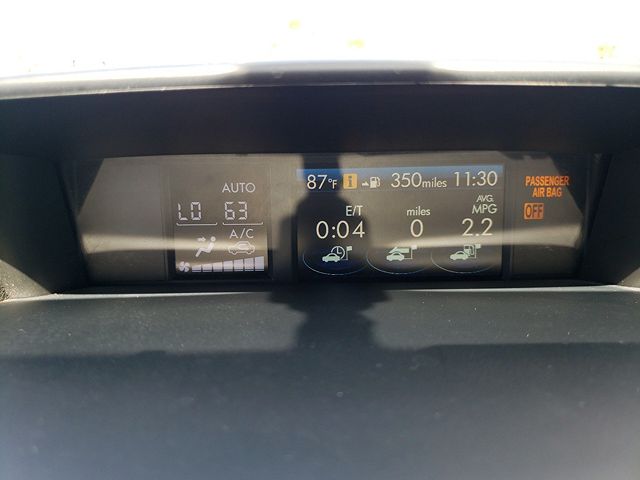 AUTO
LO 63
A/C
87°F i 350miles 11:30
E/T miles AVG. MPG
0:04 0 2.2
PASSENGER
AIR BAG
OFF